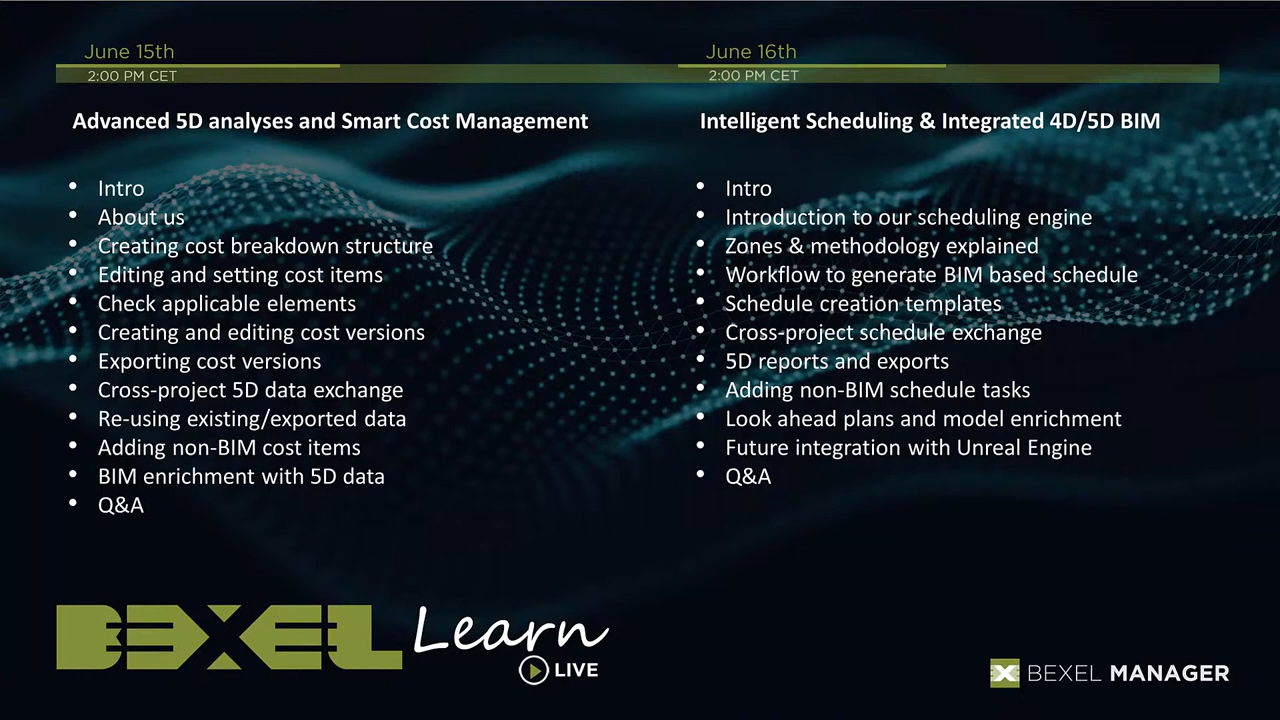 June 15th
2:00 PM CET
Advanced 5D analyses and Smart Cost Management
• Intro
• About us
• Creating cost breakdown structure
• Editing and setting cost items
• Check applicable elements
• Creating and editing cost versions
• Exporting cost versions
• Cross-project 5D data exchange
• Re-using existing/exported data
• Adding non-BIM cost items
• BIM enrichment with 5D data
• Q&A
June 16th
2:00 PM CET
Intelligent Scheduling & Integrated 4D/5D BIM
• Intro
• Introduction to our scheduling engine
• Zones & methodology explained
• Workflow to generate BIM based schedule
• Schedule creation templates
• Cross-project schedule exchange
• 5D reports and exports
• Adding non-BIM schedule tasks
• Look ahead plans and model enrichment
• Future integration with Unreal Engine
• Q&A
BEXEL Learn
LIVE
BEXEL MANAGER